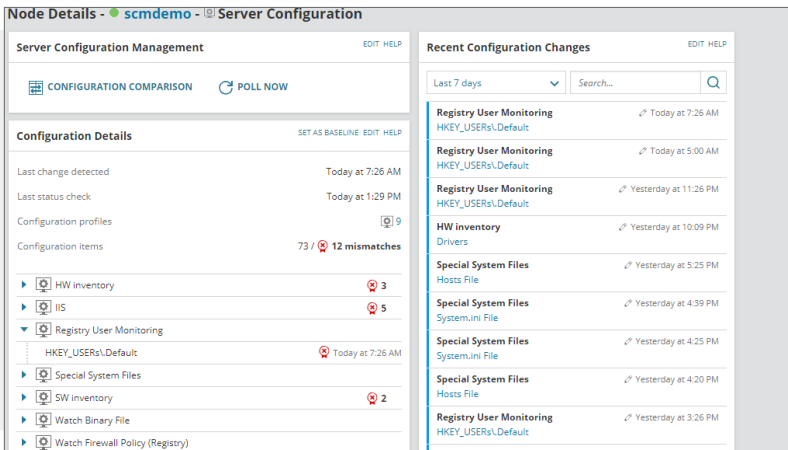 Node Details - scmdemo - Server Configuration
Server Configuration Management
EDIT HELP
CONFIGURATION COMPARISON
POLL NOW
Configuration Details
SET AS BASELINE EDIT HELP
Last change detected Today at 7:26 AM
Last status check Today at 1:29 PM
Configuration profiles 9
Configuration items 73 / 12 mismatches
HW inventory 3
IIS 5
Registry User Monitoring
HKEY_USERs\.Default Today at 7:26 AM
Special System Files
SW inventory 2
Watch Binary File
Watch Firewall Policy (Registry)
Recent Configuration Changes
EDIT HELP
Last 7 days
Search...
Registry User Monitoring Today at 7:26 AM
HKEY_USERs\.Default
Registry User Monitoring Today at 5:00 AM
HKEY_USERs\.Default
Registry User Monitoring Yesterday at 11:26 PM
HKEY_USERs\.Default
HW inventory Yesterday at 10:09 PM
Drivers
Special System Files Yesterday at 5:25 PM
Hosts File
Special System Files Yesterday at 4:39 PM
System.ini File
Special System Files Yesterday at 4:25 PM
System.ini File
Special System Files Yesterday at 4:20 PM
Hosts File
Registry User Monitoring Yesterday at 3:26 PM
HKEY_USERs\.Default